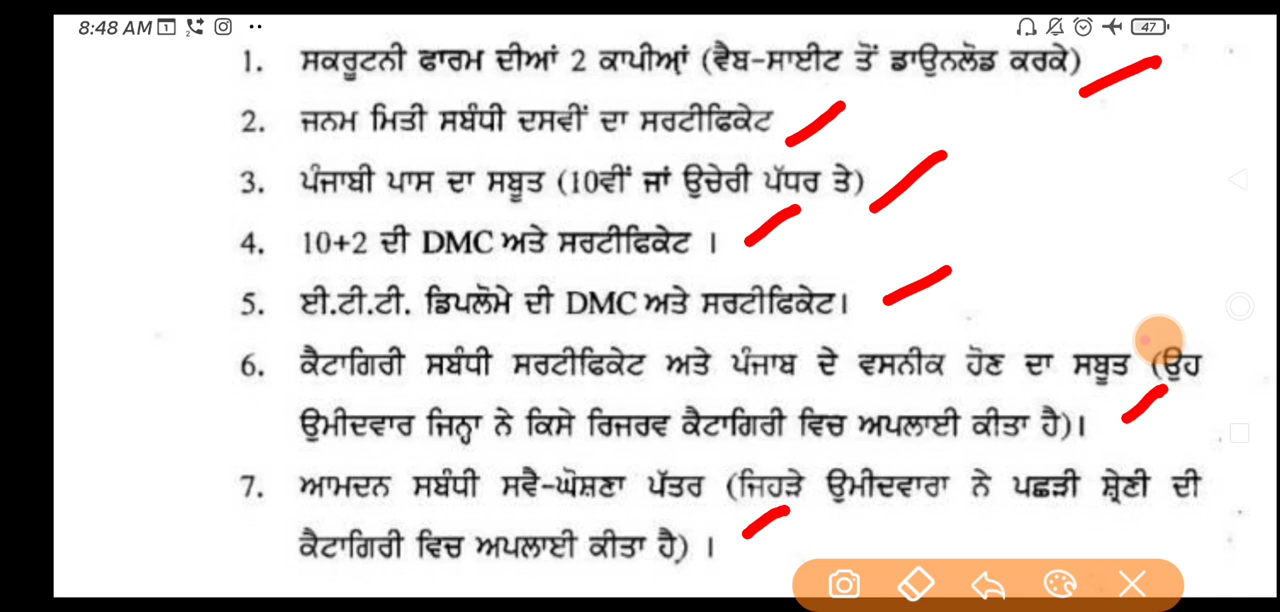 8:48 AM
47
1. ਸਕਰੂਟਨੀ ਫਾਰਮ ਦੀਆਂ 2 ਕਾਪੀਆਂ (ਵੈਬ-ਸਾਈਟ ਤੋਂ ਡਾਉਨਲੋਡ ਕਰਕੇ)
2. ਜਨਮ ਮਿਤੀ ਸਬੰਧੀ ਦਸਵੀਂ ਦਾ ਸਰਟੀਫਿਕੇਟ
3. ਪੰਜਾਬੀ ਪਾਸ ਦਾ ਸਬੂਤ (10ਵੀਂ ਜਾਂ ਉਚੇਰੀ ਪੱਧਰ ਤੇ)
4. 10+2 ਦੀ DMC ਅਤੇ ਸਰਟੀਫਿਕੇਟ ।
5. ਈ.ਟੀ.ਟੀ. ਡਿਪਲੋਮੇ ਦੀ DMC ਅਤੇ ਸਰਟੀਫਿਕੇਟ।
6. ਕੈਟਾਗਿਰੀ ਸਬੰਧੀ ਸਰਟੀਫਿਕੇਟ ਅਤੇ ਪੰਜਾਬ ਦੇ ਵਸਨੀਕ ਹੋਣ ਦਾ ਸਬੂਤ (ਉਹ
ਉਮੀਦਵਾਰ ਜਿਨ੍ਹਾ ਨੇ ਕਿਸੇ ਰਿਜਰਵ ਕੈਟਾਗਿਰੀ ਵਿਚ ਅਪਲਾਈ ਕੀਤਾ ਹੈ)।
7. ਆਮਦਨ ਸਬੰਧੀ ਸਵੈ-ਘੋਸ਼ਣਾ ਪੱਤਰ (ਜਿਹੜੇ ਉਮੀਦਵਾਰਾ ਨੇ ਪਛੜੀ ਸ਼੍ਰੇਣੀ ਦੀ
ਕੈਟਾਗਿਰੀ ਵਿਚ ਅਪਲਾਈ ਕੀਤਾ ਹੈ) ।